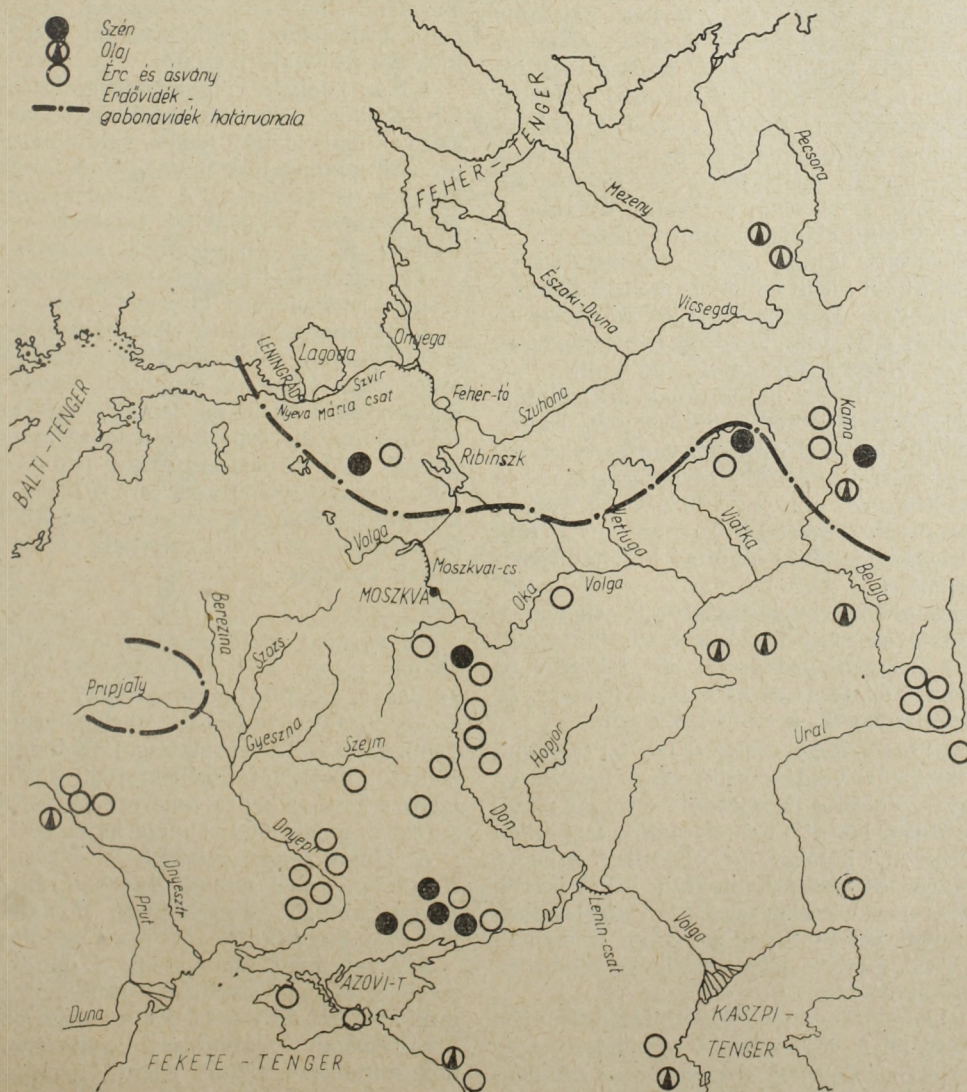 Szén
Olaj
Érc és ásvány
Erdővidék -
gabonavidék határvonala
FEHÉR-TENGER
Pecsora
Mezeny
Északi-Dvina
Vicsegda
Onyega
LENINGRÁD
Lagoda
Szvir
Nyeva
Mária csat
Fehér-tó
Szuhona
Kama
BALTI-TENGER
Ribinszk
Volga
Vetluga
Vjatka
Moszkvai-cs
MOSZKVA
Oka
Volga
Belaja
Berezina
Szozs
Pripjaty
Gyeszna
Szejm
Hopjor
Ural
Don
Dnyepr
Dnyesztr
Prut
Lenin-csat
Volga
AZOVI-T
Duna
KASZPI-
TENGER
FEKETE-TENGER